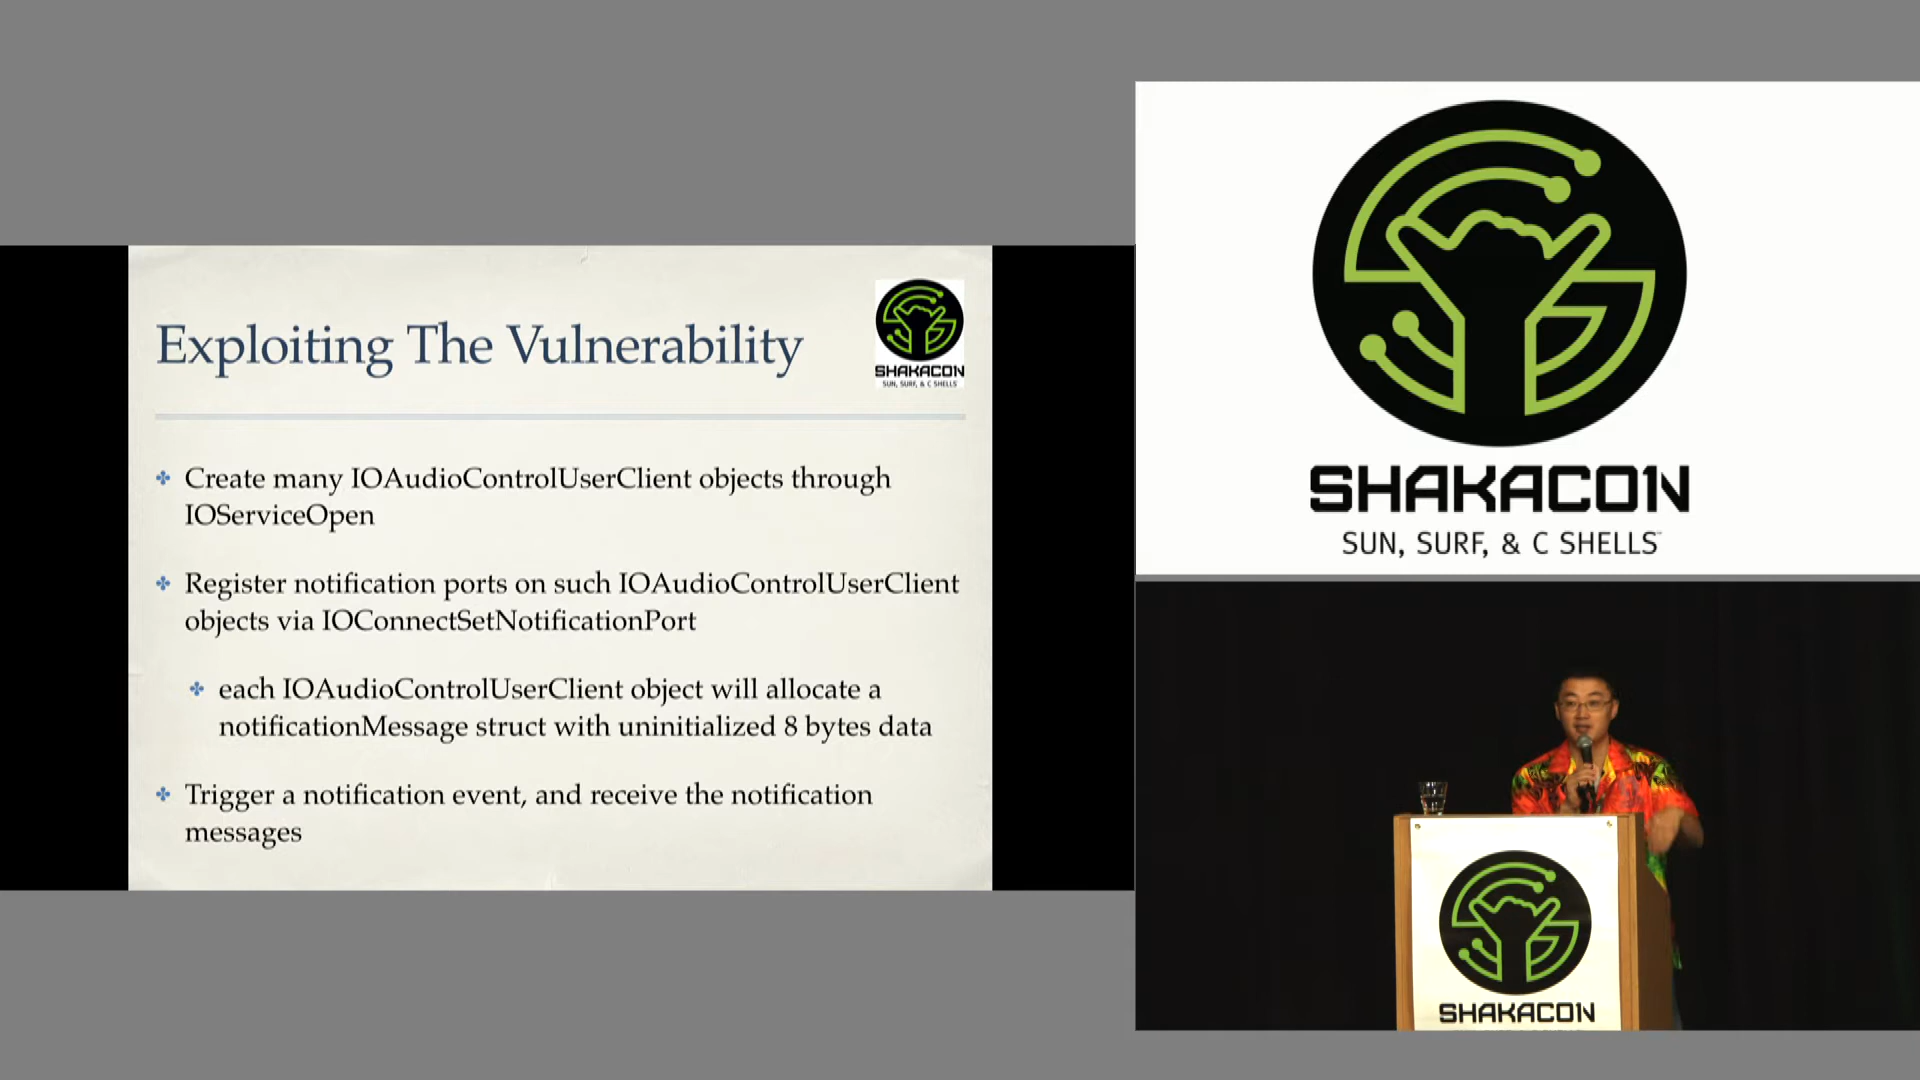 Exploiting The Vulnerability
SHAKACON
SUN, SURF, & C SHELLS
Create many IOAudioControlUserClient objects through
IOServiceOpen
Register notification ports on such IOAudioControlUserClient
objects via IOConnectSetNotificationPort
each IOAudioControlUserClient object will allocate a
notificationMessage struct with uninitialized 8 bytes data
Trigger a notification event, and receive the notification
messages
SHAKACON
SUN, SURF, & C SHELLS™
SHAKACON